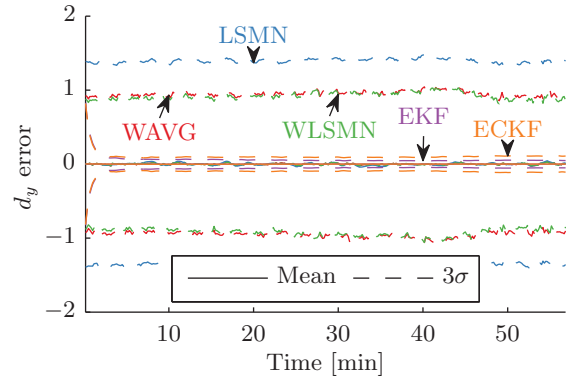 2
LSMN
1
WAVG
WLSMN
EKF
ECKF
0
−1
Mean
3σ
−2
10
20
30
40
50
Time [min]
d_y error